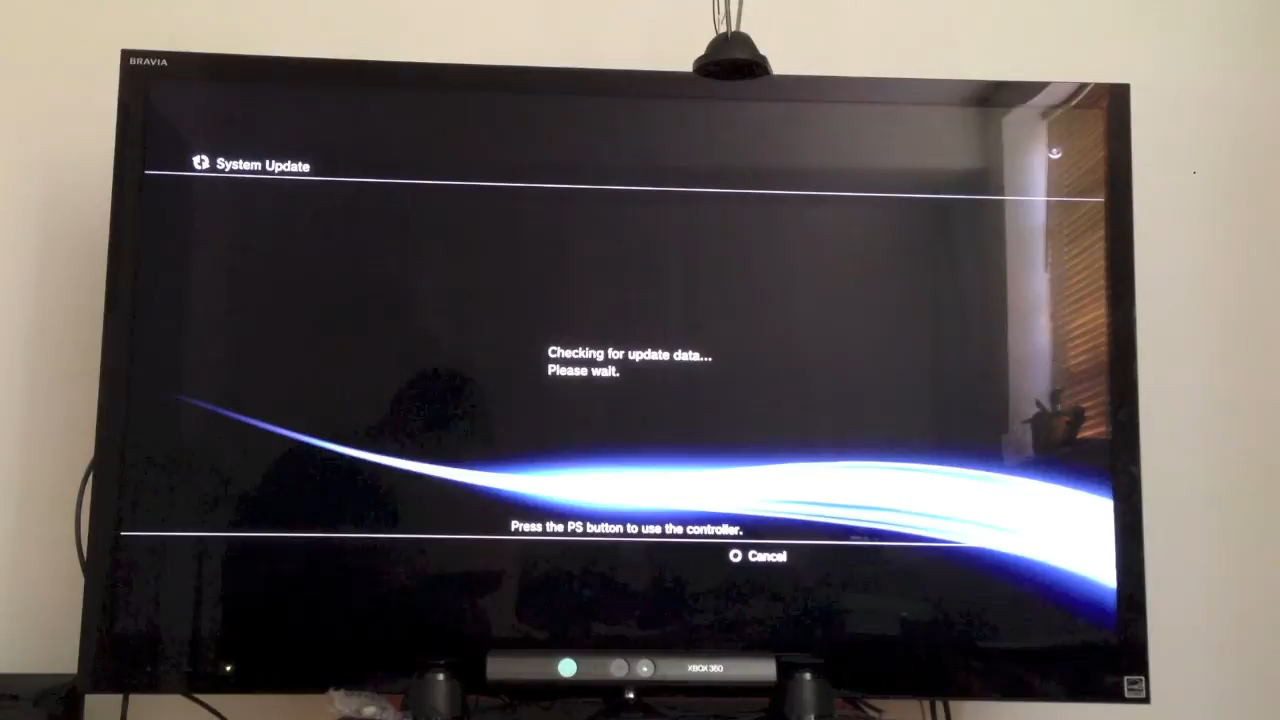 BRAVIA
System Update
Checking for update data...
Please wait.
Press the PS button to use the controller.
Cancel
XBOX 360